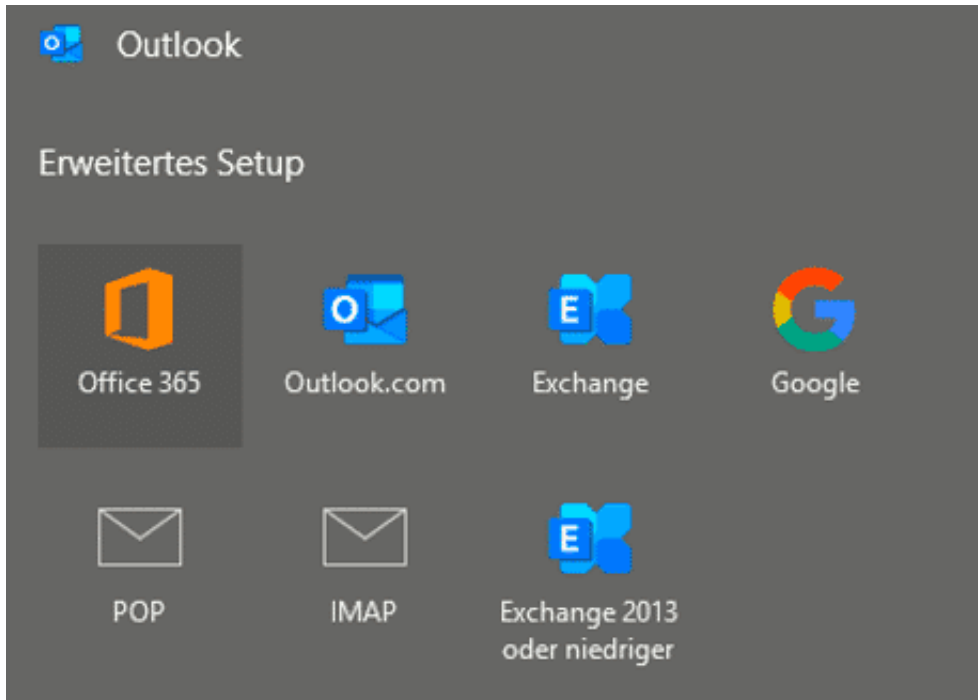 Outlook
Erweitertes Setup
Office 365
Outlook.com
Exchange
Google
POP
IMAP
Exchange 2013
oder niedriger